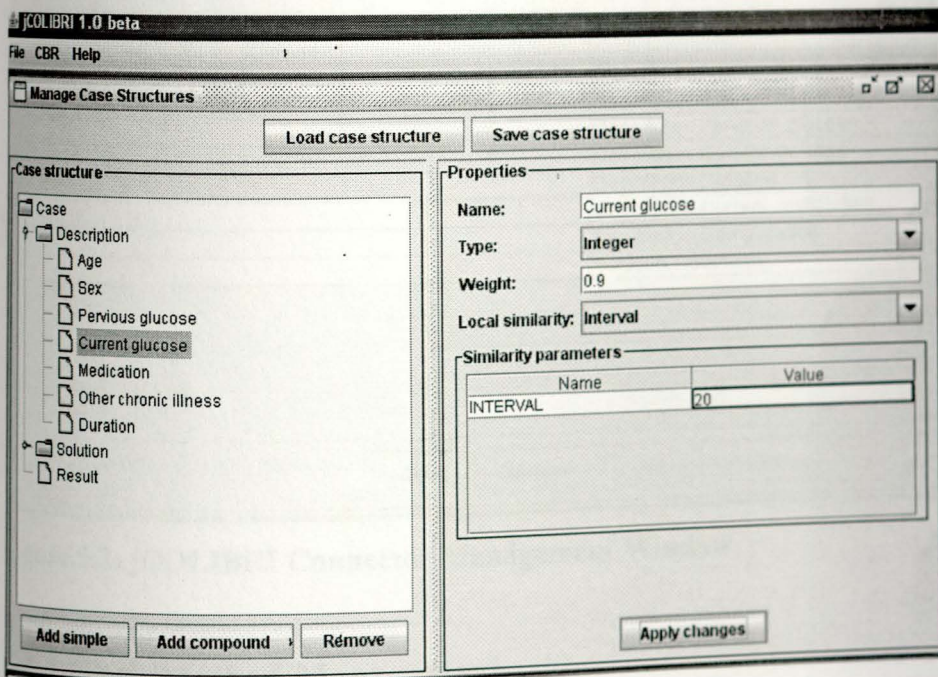 jCOLIBRI 1.0 beta
File CBR Help
Manage Case Structures
Load case structure
Save case structure
Case structure
Case
Description
Age
Sex
Pervious glucose
Current glucose
Medication
Other chronic illness
Duration
Solution
Result
Add simple
Add compound
Remove
Properties
Name: Current glucose
Type: Integer
Weight: 0.9
Local similarity: Interval
Similarity parameters
Name Value
INTERVAL 20
Apply changes